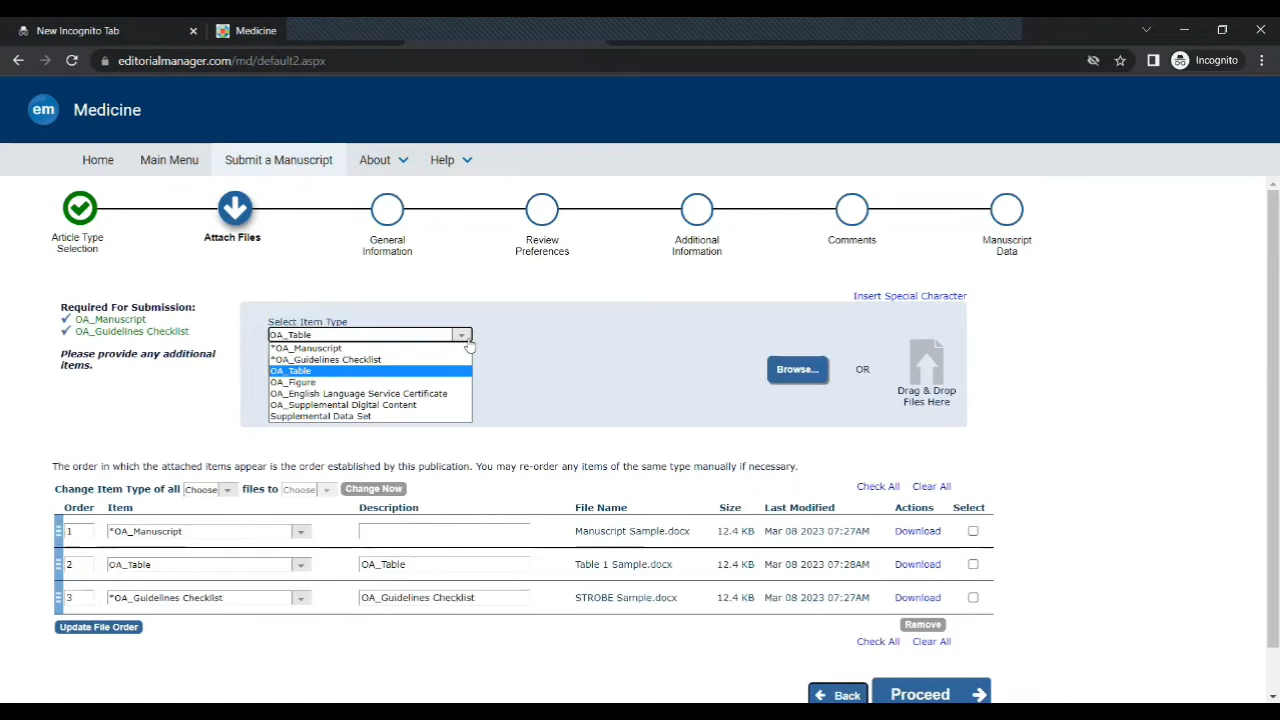 New Incognito Tab
Medicine
editorialmanager.com/md/default2.aspx
Incognito
em
Medicine
Home
Main Menu
Submit a Manuscript
About
Help
Article Type
Selection
Attach Files
General
Information
Review
Preferences
Additional
Information
Comments
Manuscript
Data
Insert Special Character
Required For Submission:
OA_Manuscript
OA_Guidelines Checklist
Please provide any additional
items.
Select Item Type
OA_Table
*OA_Manuscript
*OA_Guidelines Checklist
OA_Table
OA_Figure
OA_English Language Service Certificate
OA_Supplemental Digital Content
Supplemental Data Set
Browse...
OR
Drag & Drop
Files Here
The order in which the attached items appear is the order established by this publication. You may re-order any items of the same type manually if necessary.
Change Item Type of all Choose files to Choose Change Now
Check All Clear All
Order Item Description File Name Size Last Modified Actions Select
1 *OA_Manuscript Manuscript Sample.docx 12.4 KB Mar 08 2023 07:27AM Download
2 OA_Table OA_Table Table 1 Sample.docx 12.4 KB Mar 08 2023 07:28AM Download
3 *OA_Guidelines Checklist OA_Guidelines Checklist STROBE Sample.docx 12.4 KB Mar 08 2023 07:27AM Download
Update File Order
Remove
Check All Clear All
Back
Proceed